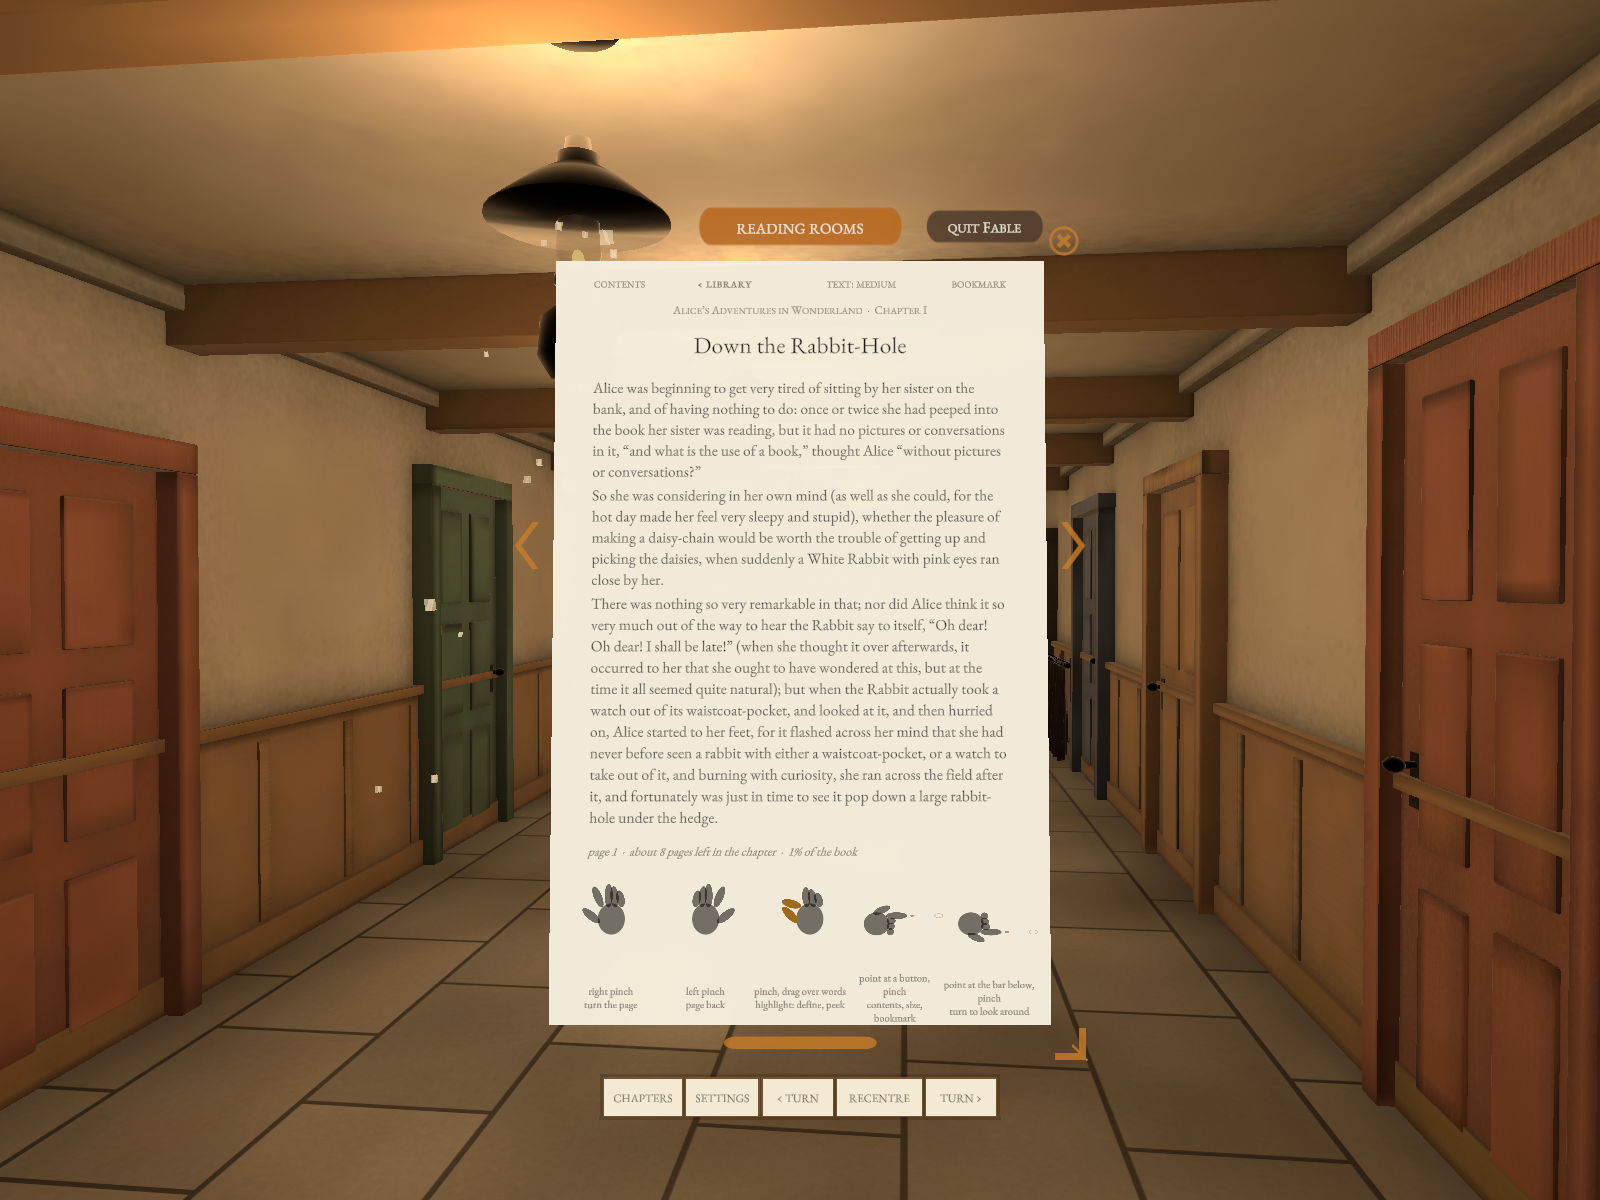 READING ROOMS
QUIT FABLE
CONTENTS
< LIBRARY
TEXT: MEDIUM
BOOKMARK
ALICE'S ADVENTURES IN WONDERLAND · CHAPTER I
Down the Rabbit-Hole
Alice was beginning to get very tired of sitting by her sister on the
bank, and of having nothing to do: once or twice she had peeped into
the book her sister was reading, but it had no pictures or conversations
in it, “and what is the use of a book,” thought Alice “without pictures
or conversations?”
So she was considering in her own mind (as well as she could, for the
hot day made her feel very sleepy and stupid), whether the pleasure of
making a daisy-chain would be worth the trouble of getting up and
picking the daisies, when suddenly a White Rabbit with pink eyes ran
close by her.
There was nothing so very remarkable in that; nor did Alice think it so
very much out of the way to hear the Rabbit say to itself, “Oh dear!
Oh dear! I shall be late!” (when she thought it over afterwards, it
occurred to her that she ought to have wondered at this, but at the
time it all seemed quite natural); but when the Rabbit actually took a
watch out of its waistcoat-pocket, and looked at it, and then hurried
on, Alice started to her feet, for it flashed across her mind that she had
never before seen a rabbit with either a waistcoat-pocket, or a watch to
take out of it, and burning with curiosity, she ran across the field after
it, and fortunately was just in time to see it pop down a large rabbit-
hole under the hedge.
page 1 · about 8 pages left in the chapter · 1% of the book
right pinch
turn the page
left pinch
page back
pinch, drag over words
highlight: define, peek
point at a button,
pinch
contents, size,
bookmark
point at the bar below,
pinch
turn to look around
CHAPTERS
SETTINGS
< TURN
RECENTRE
TURN >